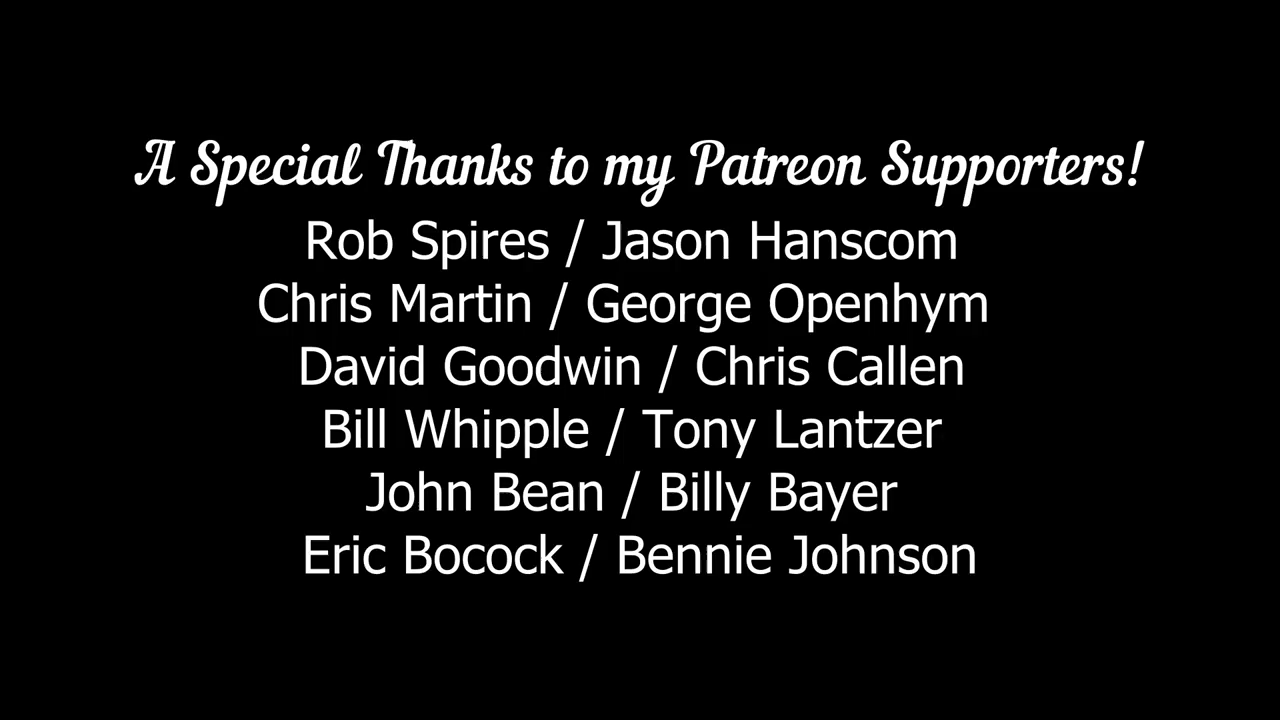 A Special Thanks to my Patreon Supporters!
Rob Spires / Jason Hanscom
Chris Martin / George Openhym
David Goodwin / Chris Callen
Bill Whipple / Tony Lantzer
John Bean / Billy Bayer
Eric Bocock / Bennie Johnson